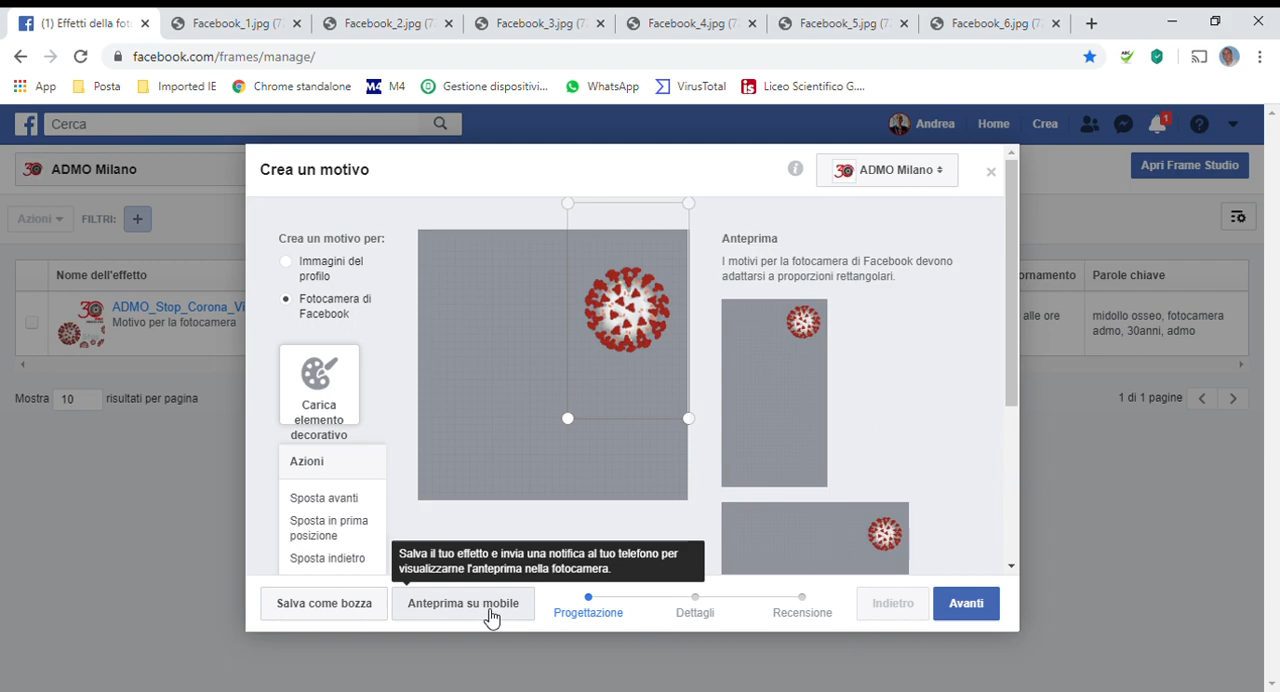 (1) Effetti della fot
Facebook_1.jpg (7
Facebook_2.jpg (7
Facebook_3.jpg (7
Facebook_4.jpg (7
Facebook_5.jpg (7
Facebook_6.jpg (7
facebook.com/frames/manage/
ABC
App
Posta
Imported IE
Chrome standalone
M4 M4
Gestione dispositivi...
WhatsApp
VirusTotal
is Liceo Scientifico G....
Cerca
Andrea
Home
Crea
1
ADMO Milano
Apri Frame Studio
Crea un motivo
ADMO Milano
Azioni
FILTRI:
Crea un motivo per:
Immagini del
profilo
Fotocamera di
Facebook
Anteprima
I motivi per la fotocamera di Facebook devono
adattarsi a proporzioni rettangolari.
Nome dell'effetto
ornamento
Parole chiave
ADMO_Stop_Corona_Vi
Motivo per la fotocamera
alle ore
midollo osseo, fotocamera
admo, 30anni, admo
Carica
elemento
decorativo
Mostra 10 risultati per pagina
1 di 1 pagine
Azioni
Sposta avanti
Sposta in prima
posizione
Sposta indietro
Salva il tuo effetto e invia una notifica al tuo telefono per
visualizzarne l'anteprima nella fotocamera.
Salva come bozza
Anteprima su mobile
Progettazione
Dettagli
Recensione
Indietro
Avanti